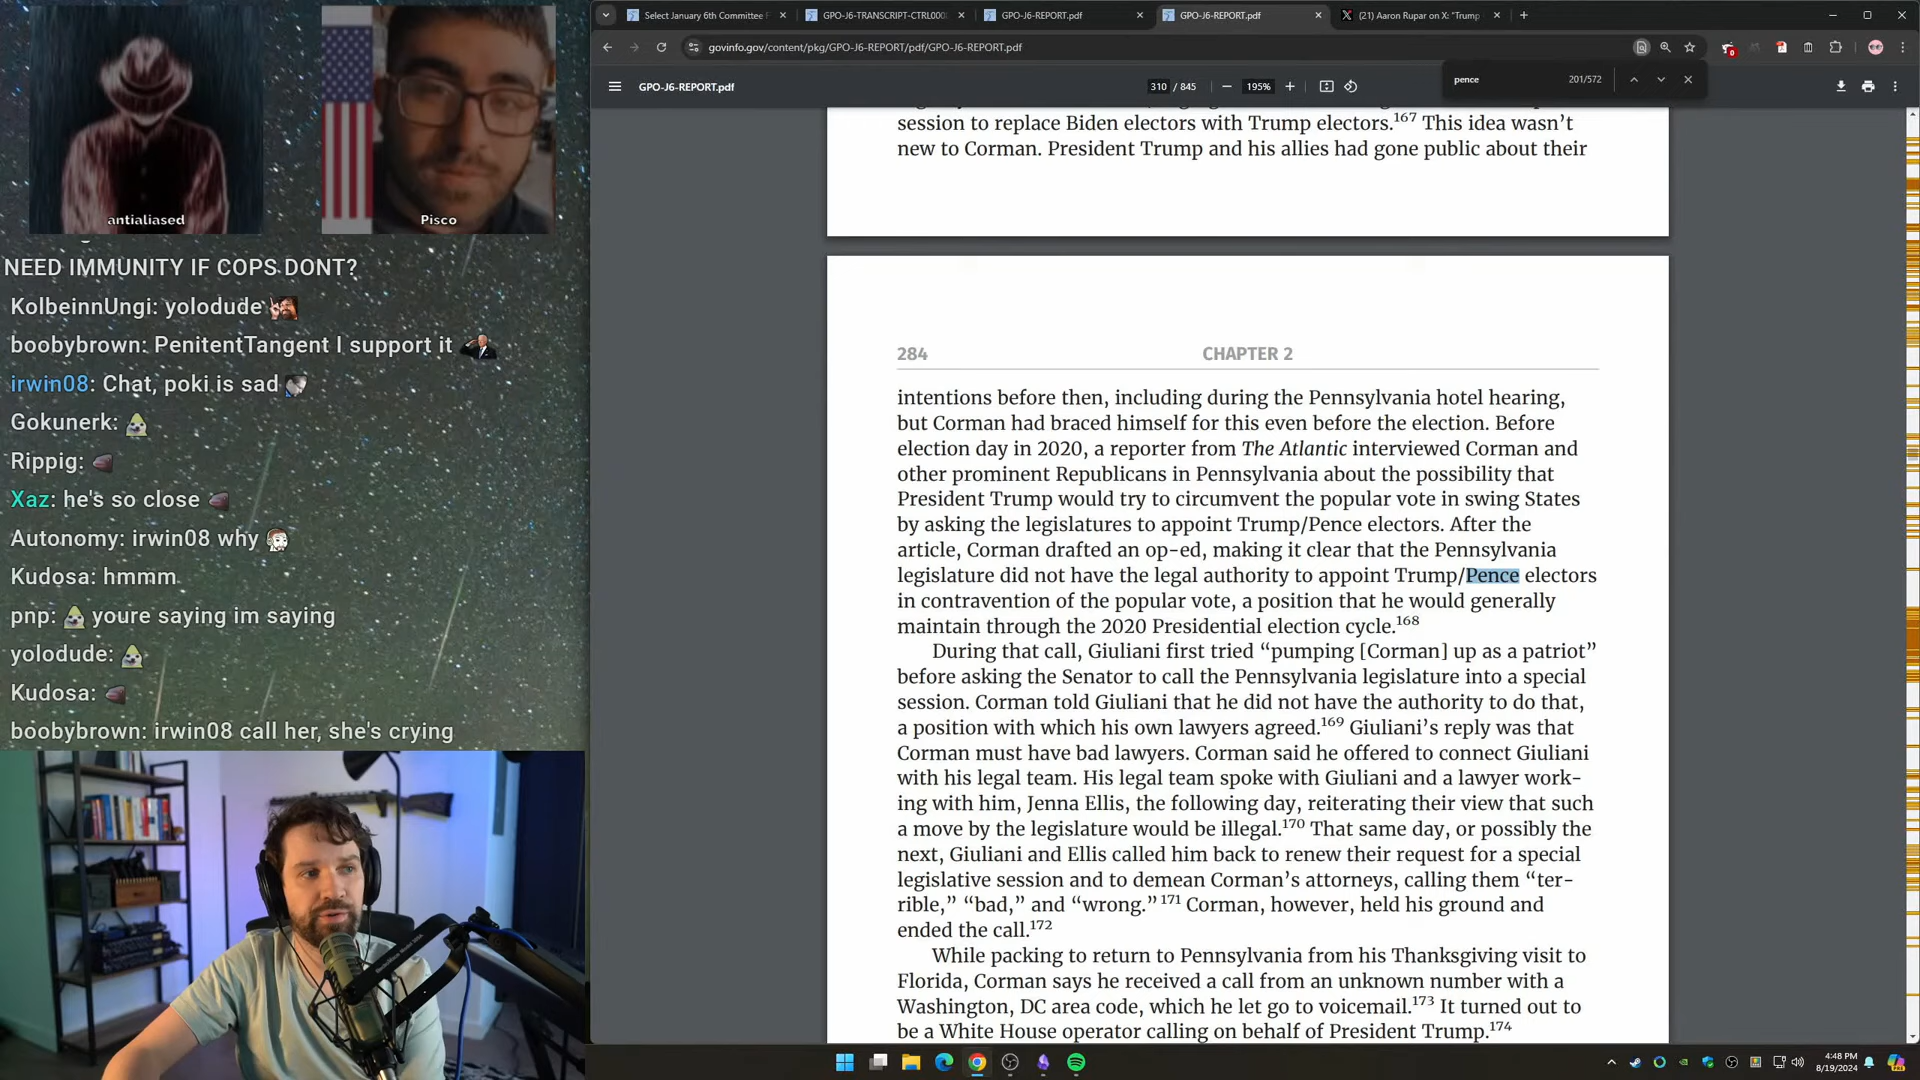 Select January 6th Committee F
GPO-J6-TRANSCRIPT-CTRL000
GPO-J6-REPORT.pdf
GPO-J6-REPORT.pdf
(21) Aaron Rupar on X: "Trump
govinfo.gov/content/pkg/GPO-J6-REPORT/pdf/GPO-J6-REPORT.pdf
pence
201/572
GPO-J6-REPORT.pdf
310 / 845
195%
antialiased
Pisco
NEED IMMUNITY IF COPS DONT?
KolbeinnUngi: yolodude
boobybrown: PenitentTangent I support it
irwin08: Chat, poki is sad
Gokunerk:
Rippig:
Xaz: he's so close
Autonomy: irwin08 why
Kudosa: hmmm
pnp: youre saying im saying
yolodude:
Kudosa:
boobybrown: irwin08 call her, she's crying
session to replace Biden electors with Trump electors.167 This idea wasn't
new to Corman. President Trump and his allies had gone public about their
284
CHAPTER 2
intentions before then, including during the Pennsylvania hotel hearing,
but Corman had braced himself for this even before the election. Before
election day in 2020, a reporter from The Atlantic interviewed Corman and
other prominent Republicans in Pennsylvania about the possibility that
President Trump would try to circumvent the popular vote in swing States
by asking the legislatures to appoint Trump/Pence electors. After the
article, Corman drafted an op-ed, making it clear that the Pennsylvania
legislature did not have the legal authority to appoint Trump/Pence electors
in contravention of the popular vote, a position that he would generally
maintain through the 2020 Presidential election cycle.168
During that call, Giuliani first tried “pumping [Corman] up as a patriot”
before asking the Senator to call the Pennsylvania legislature into a special
session. Corman told Giuliani that he did not have the authority to do that,
a position with which his own lawyers agreed.169 Giuliani’s reply was that
Corman must have bad lawyers. Corman said he offered to connect Giuliani
with his legal team. His legal team spoke with Giuliani and a lawyer work-
ing with him, Jenna Ellis, the following day, reiterating their view that such
a move by the legislature would be illegal.170 That same day, or possibly the
next, Giuliani and Ellis called him back to renew their request for a special
legislative session and to demean Corman’s attorneys, calling them “ter-
rible,” “bad,” and “wrong.”171 Corman, however, held his ground and
ended the call.172
While packing to return to Pennsylvania from his Thanksgiving visit to
Florida, Corman says he received a call from an unknown number with a
Washington, DC area code, which he let go to voicemail.173 It turned out to
be a White House operator calling on behalf of President Trump.174
4:48 PM
8/19/2024